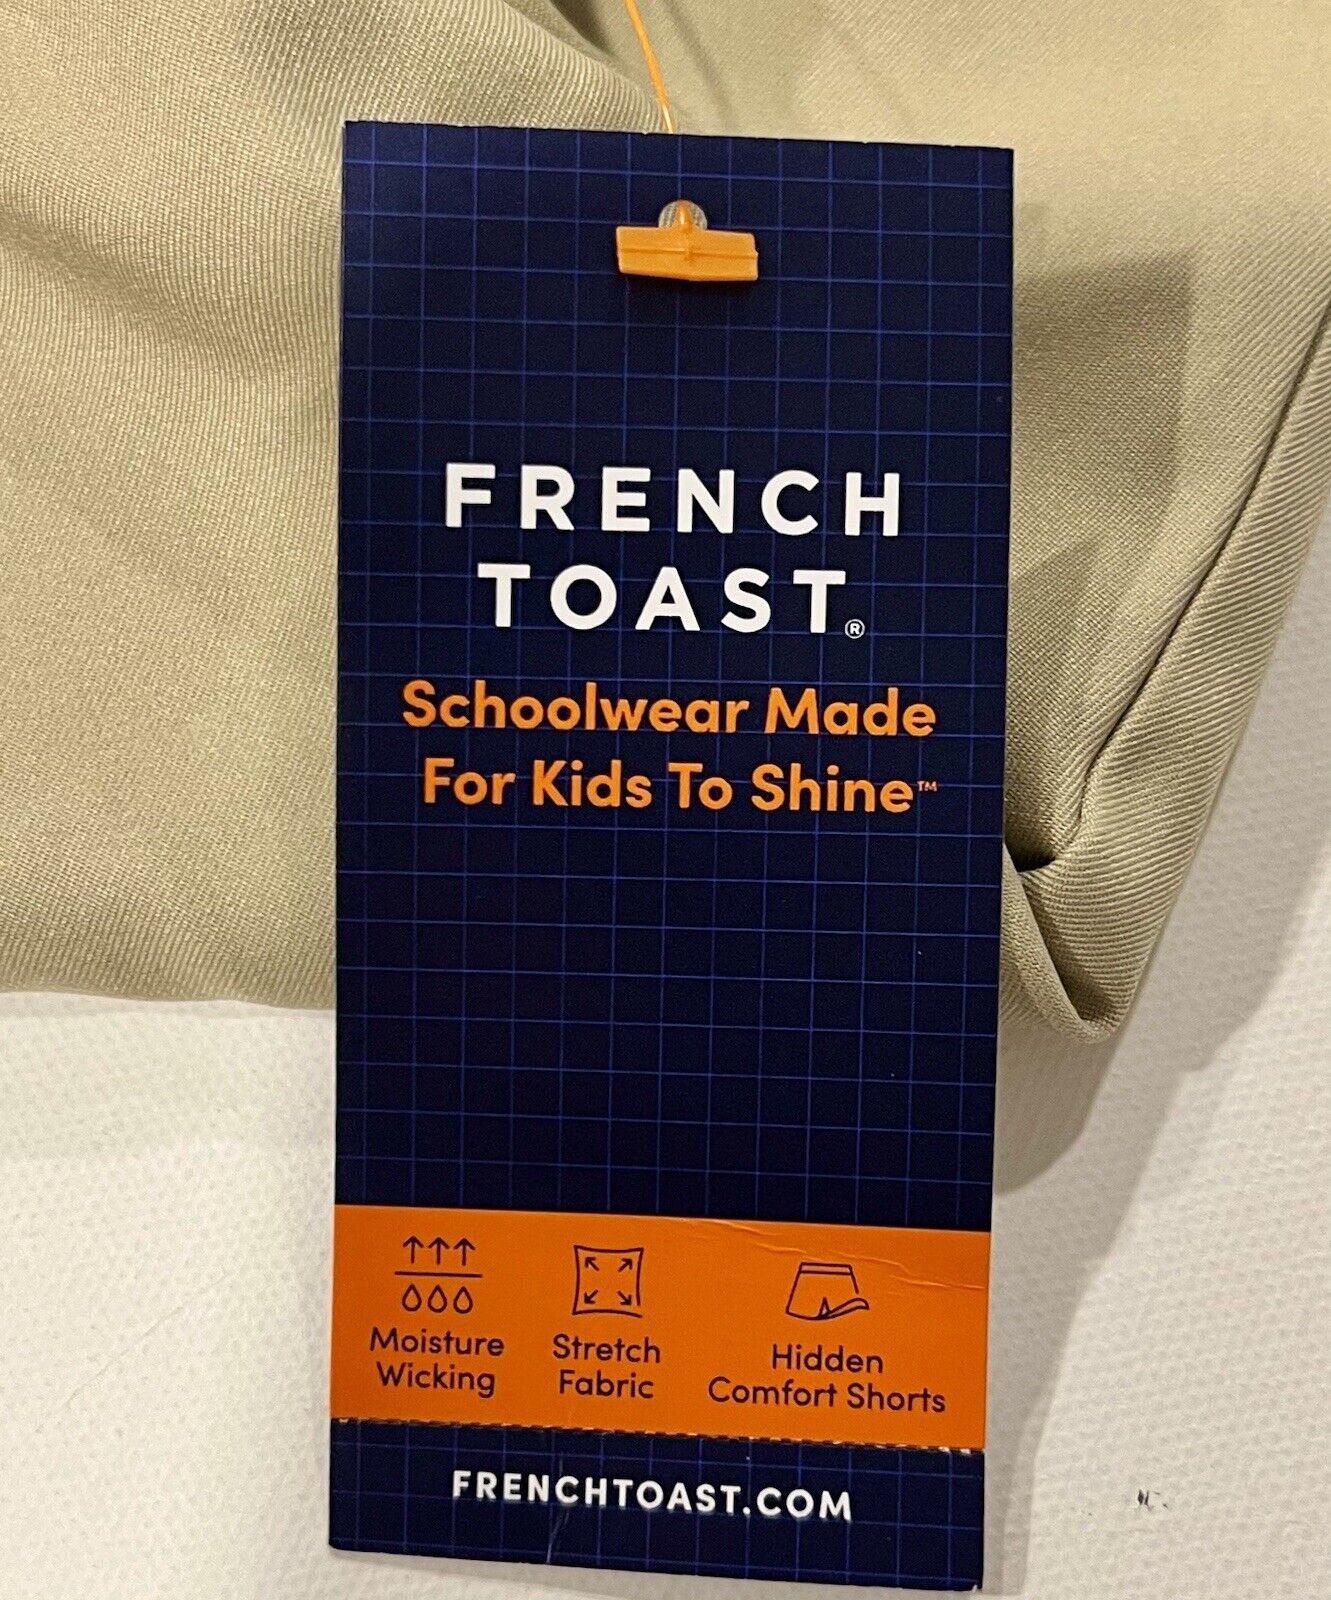 FRENCH
TOAST®
Schoolwear Made
For Kids To Shine™
Moisture
Wicking
Stretch
Fabric
Hidden
Comfort Shorts
FRENCHTOAST.COM